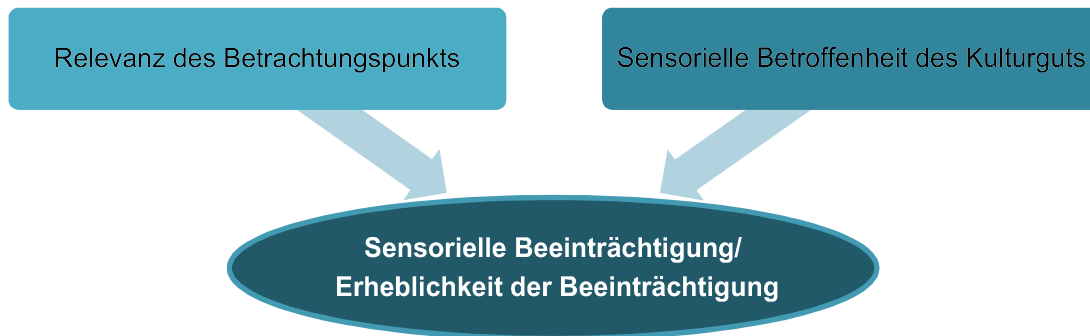 Relevanz des Betrachtungspunkts
Sensorielle Betroffenheit des Kulturguts
Sensorielle Beeinträchtigung/
Erheblichkeit der Beeinträchtigung